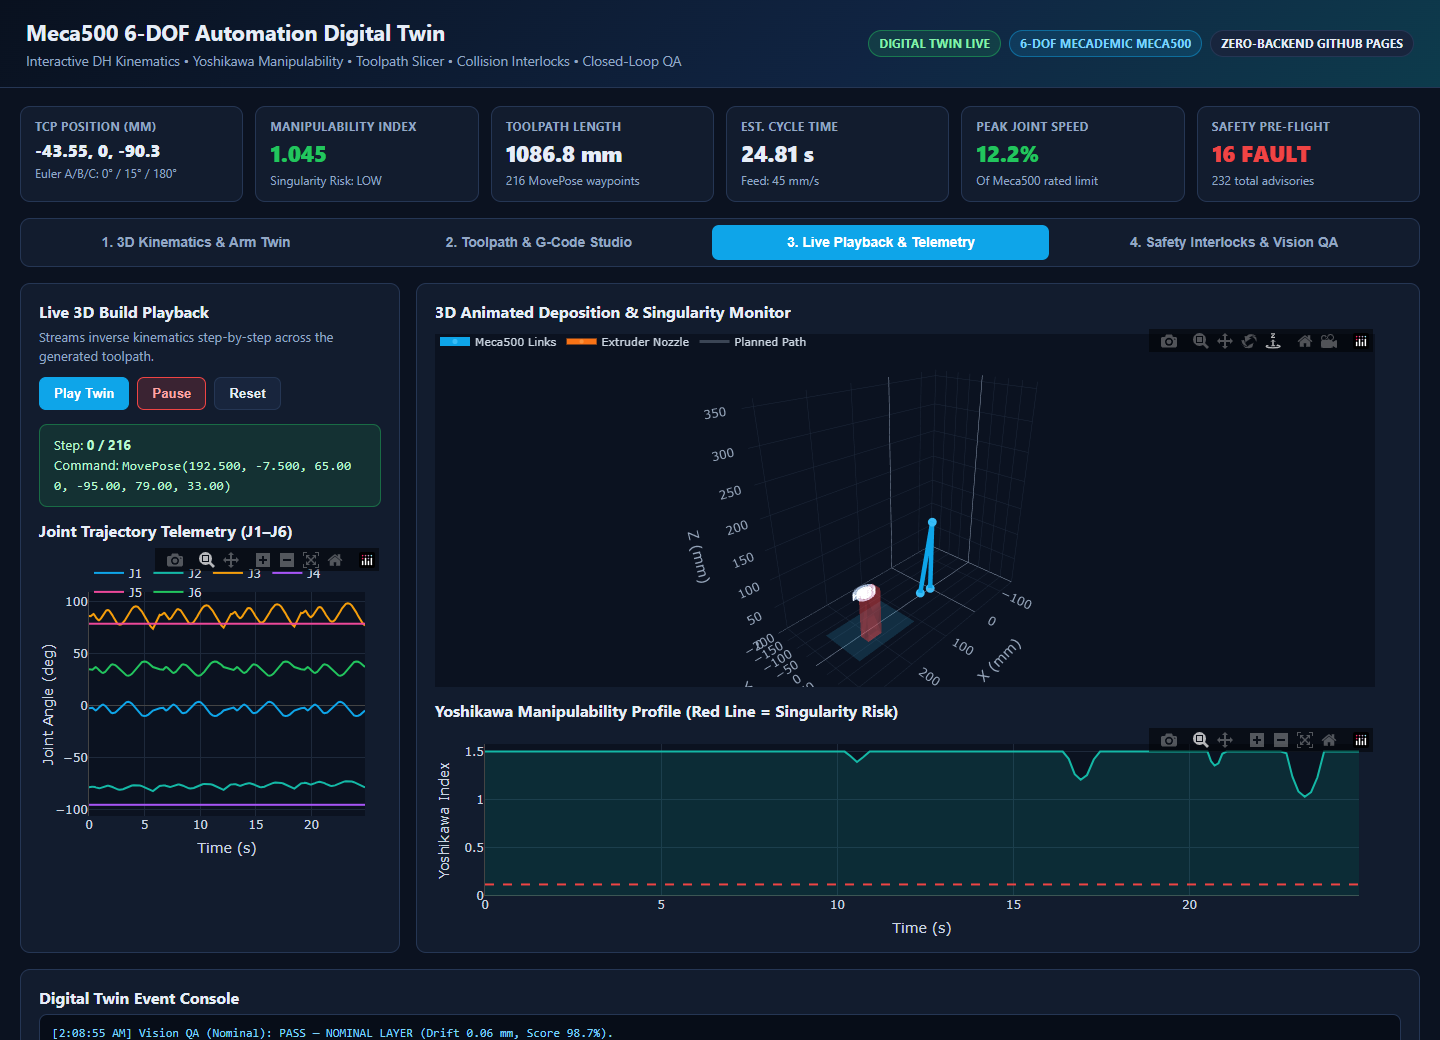 Meca500 6-DOF Automation Digital Twin
Interactive DH Kinematics • Yoshikawa Manipulability • Toolpath Slicer • Collision Interlocks • Closed-Loop QA
DIGITAL TWIN LIVE
6-DOF MECADEMIC MECA500
ZERO-BACKEND GITHUB PAGES
TCP POSITION (MM)
-43.55, 0, -90.3
Euler A/B/C: 0° / 15° / 180°
MANIPULABILITY INDEX
1.045
Singularity Risk: LOW
TOOLPATH LENGTH
1086.8 mm
216 MovePose waypoints
EST. CYCLE TIME
24.81 s
Feed: 45 mm/s
PEAK JOINT SPEED
12.2%
Of Meca500 rated limit
SAFETY PRE-FLIGHT
16 FAULT
232 total advisories
1. 3D Kinematics & Arm Twin
2. Toolpath & G-Code Studio
3. Live Playback & Telemetry
4. Safety Interlocks & Vision QA
Live 3D Build Playback
Streams inverse kinematics step-by-step across the
generated toolpath.
Play Twin
Pause
Reset
Step: 0 / 216
Command: MovePose(192.500, -7.500, 65.00
0, -95.00, 79.00, 33.00)
Joint Trajectory Telemetry (J1–J6)
J1
J2
J3
J4
J5
J6
100
50
0
−50
−100
Joint Angle (deg)
0
5
10
15
20
Time (s)
3D Animated Deposition & Singularity Monitor
Meca500 Links
Extruder Nozzle
Planned Path
350
300
250
200
150
100
50
Z (mm)
−200
−150
−100
−50
0
−100
0
100
200
X (mm)
Yoshikawa Manipulability Profile (Red Line = Singularity Risk)
1.5
1
0.5
0
Yoshikawa Index
0
5
10
15
20
Time (s)
Digital Twin Event Console
[2:08:55 AM] Vision QA (Nominal): PASS — NOMINAL LAYER (Drift 0.06 mm, Score 98.7%).